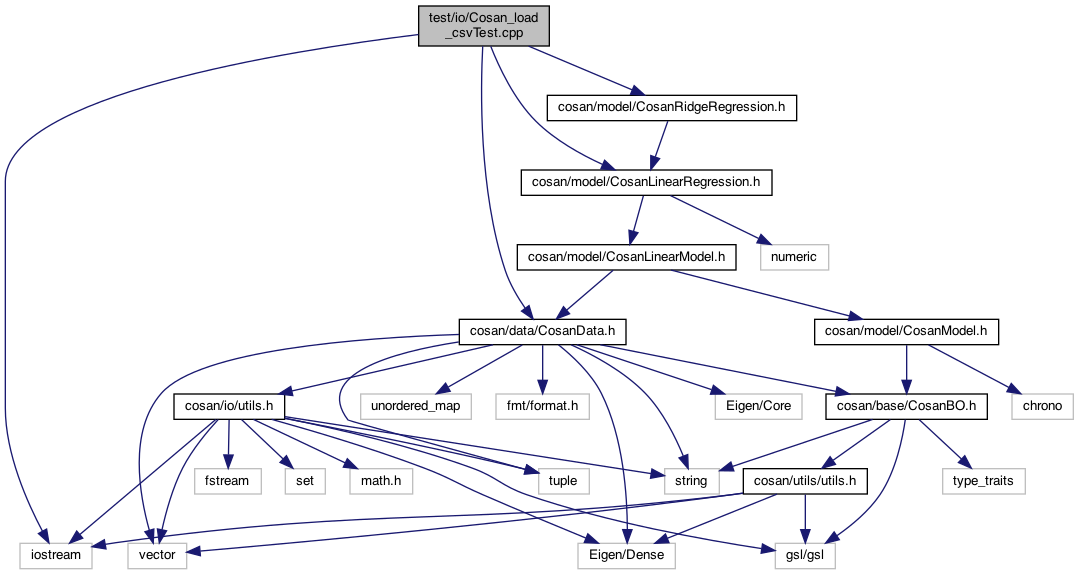 test/io/Cosan_load
_csvTest.cpp
cosan/model/CosanRidgeRegression.h
cosan/model/CosanLinearRegression.h
cosan/model/CosanLinearModel.h
numeric
cosan/data/CosanData.h
cosan/model/CosanModel.h
cosan/io/utils.h
unordered_map
fmt/format.h
Eigen/Core
cosan/base/CosanBO.h
chrono
fstream
set
math.h
tuple
string
cosan/utils/utils.h
type_traits
iostream
vector
Eigen/Dense
gsl/gsl